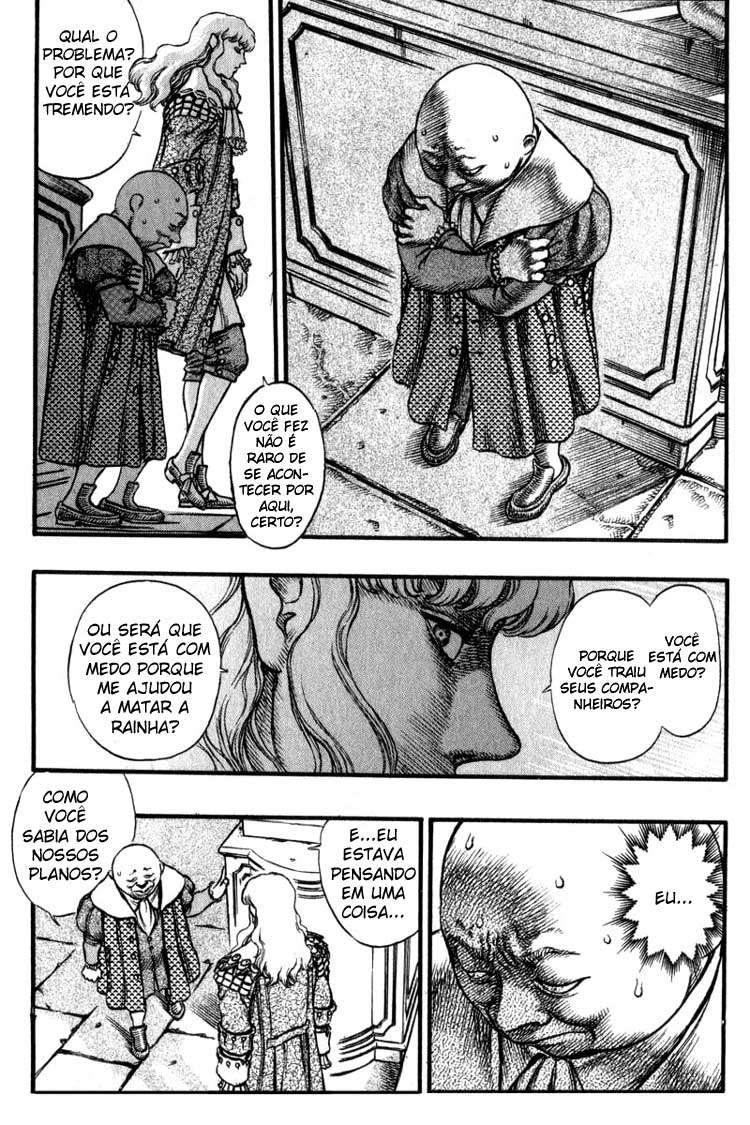 QUAL O
PROBLEMA?
POR QUE
VOCÊ ESTÁ
TREMENDO?
O QUE
VOCÊ FEZ
NÃO É
RARO DE
SE ACON-
TECER POR
AQUI,
CERTO?
VOCÊ
ESTÁ COM
MEDO?
PORQUE
VOCÊ TRAIU
SEUS COMPA-
NHEIROS?
OU SERÁ QUE
VOCÊ ESTÁ COM
MEDO PORQUE
ME AJUDOU
A MATAR A
RAINHA?
EU...
E...EU
ESTAVA
PENSANDO
EM UMA
COISA...
COMO
VOCÊ
SABIA DOS
NOSSOS
PLANOS?